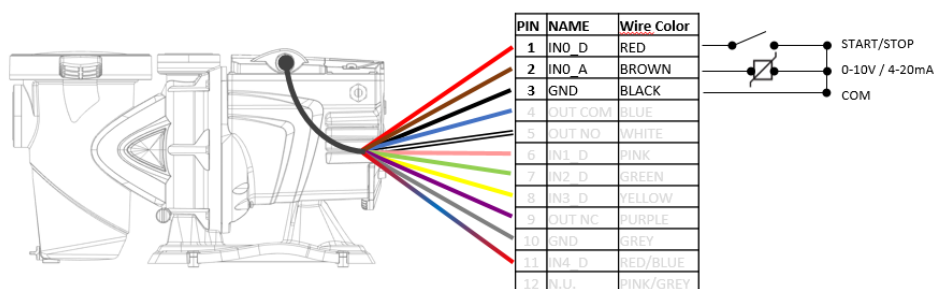 PIN NAME Wire Color
1 IN0_D RED START/STOP
2 IN0_A BROWN 0-10V / 4-20mA
3 GND BLACK COM
4 OUT COM BLUE
5 OUT NO WHITE
6 IN1_D PINK
7 IN2_D GREEN
8 IN3_D YELLOW
9 OUT NC PURPLE
10 GND GREY
11 IN4_D RED/BLUE
12 N.U. PINK/GREY